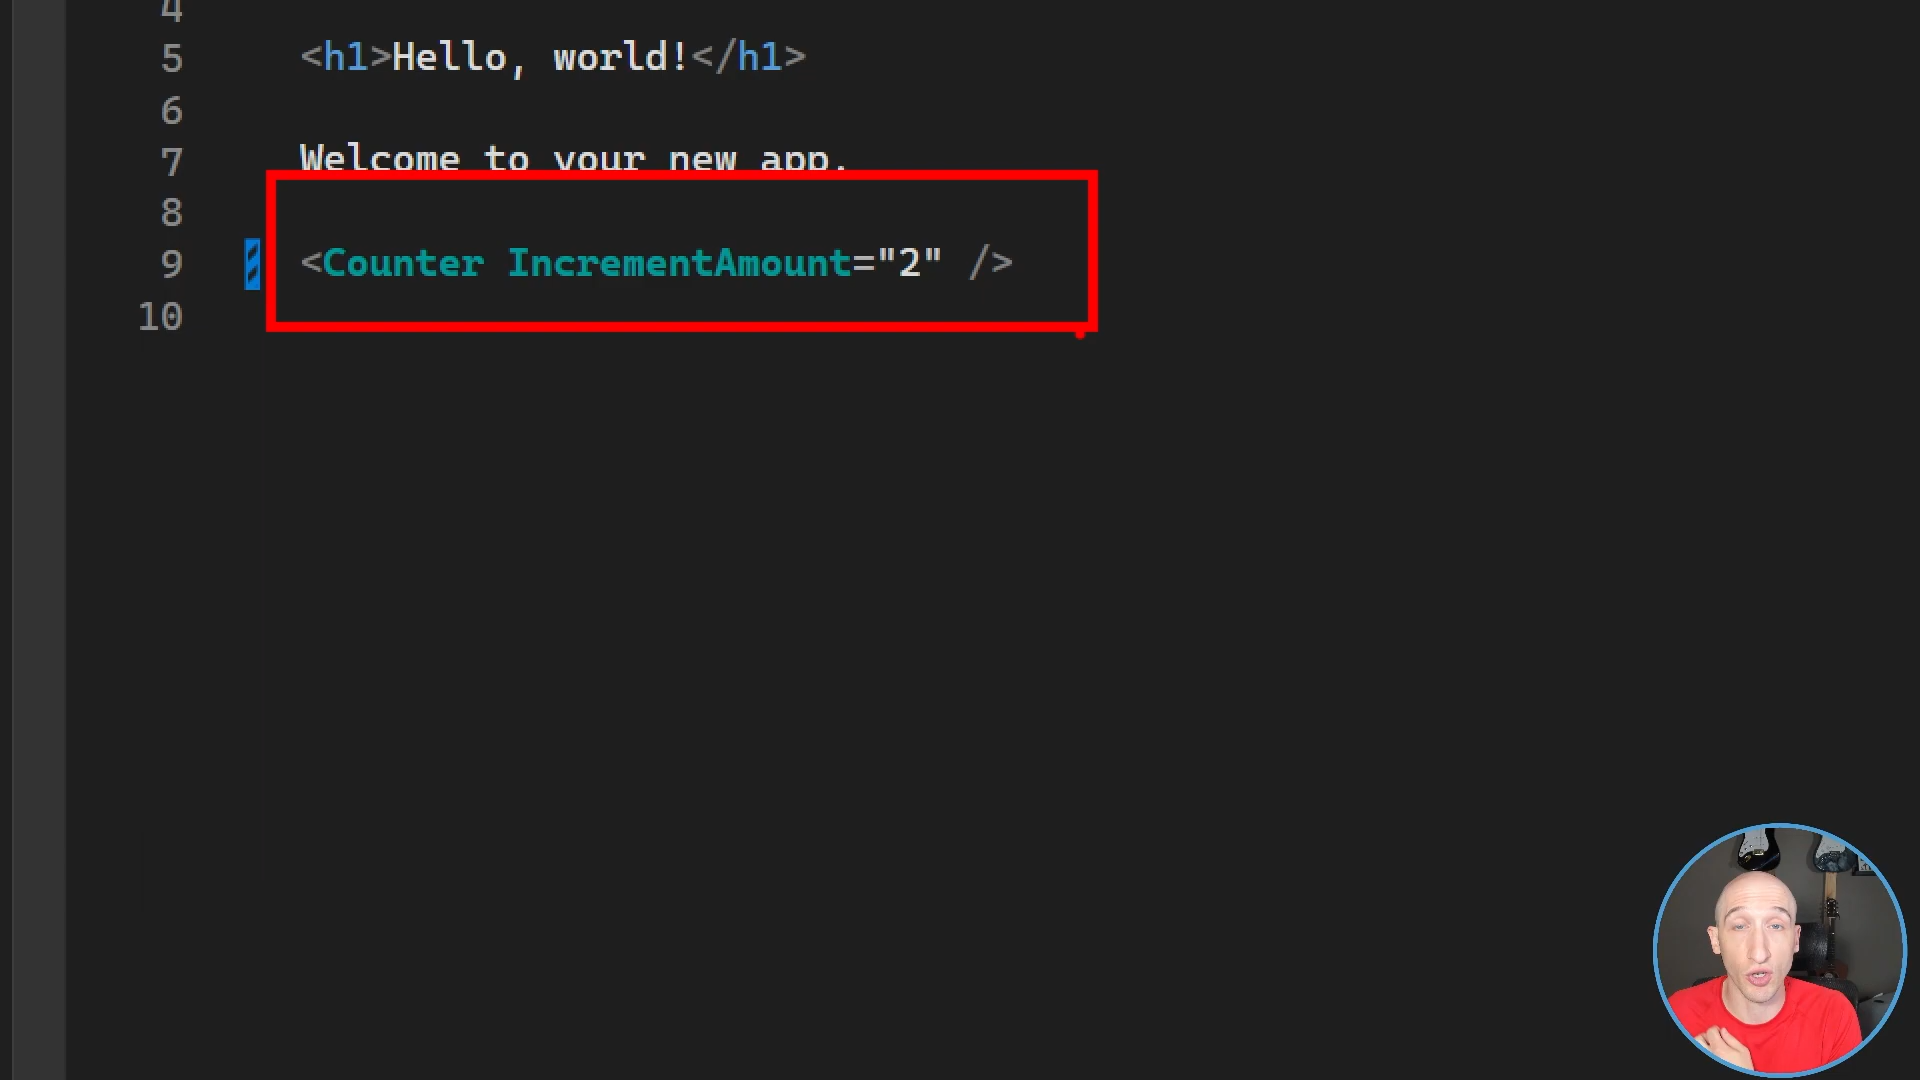 4
5 <h1>Hello, world!</h1>
6
7 Welcome to your new app.
8
9 <Counter IncrementAmount="2" />
10